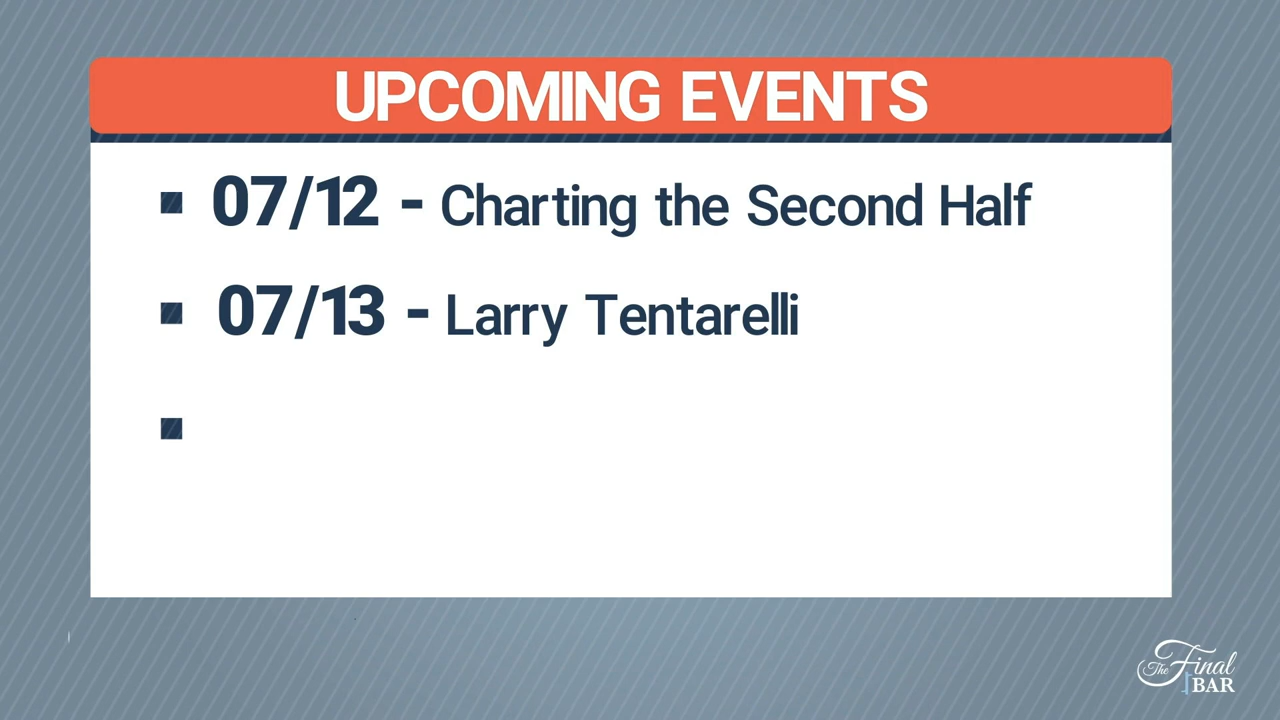 UPCOMING EVENTS
07/12 - Charting the Second Half
07/13 - Larry Tentarelli
The Final
BAR